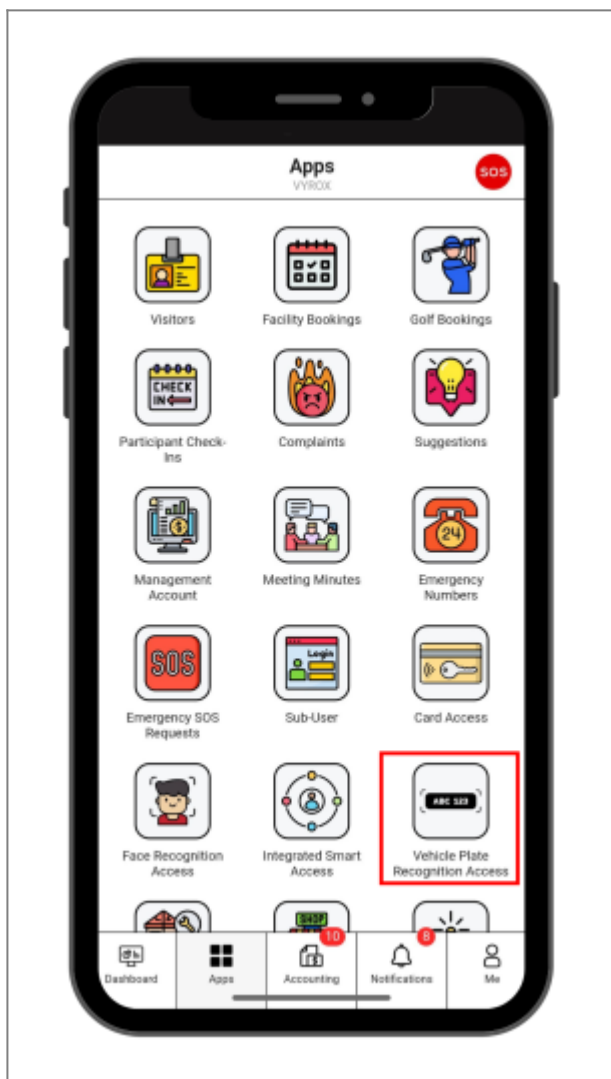 Apps
VYROX
SOS
Visitors
Facility Bookings
Golf Bookings
CHECK
IN
Participant Check-
Ins
Complaints
Suggestions
Management
Account
Meeting Minutes
24
Emergency
Numbers
SOS
Emergency SOS
Requests
Login
Sub-User
Card Access
Face Recognition
Access
Integrated Smart
Access
ABC 123
Vehicle Plate
Recognition Access
SHOP
Dashboard
Apps
10
Accounting
8
Notifications
Me